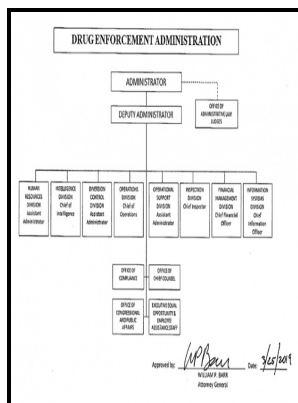 DRUG ENFORCEMENT ADMINISTRATION
ADMINISTRATOR
DEPUTY ADMINISTRATOR
OFFICE OF
ADMINISTRATIVE LAW
JUDGES
HUMAN
RESOURCES
DIVISION
Assistant
Administrator
INTELLIGENCE
DIVISION
Chief of
Intelligence
DIVERSION
CONTROL
DIVISION
Assistant
Administrator
OPERATIONS
DIVISION
Chief of
Operations
OPERATIONAL
SUPPORT
DIVISION
Assistant
Administrator
INSPECTION
DIVISION
Chief Inspector
FINANCIAL
MANAGEMENT
DIVISION
Chief Financial
Officer
INFORMATION
SYSTEMS
DIVISION
Chief
Information
Officer
OFFICE OF
COMPLIANCE
OFFICE OF
CHIEF COUNSEL
OFFICE OF
CONGRESSIONAL
AND PUBLIC
AFFAIRS
EXECUTIVE EQUAL
OPPORTUNITY &
EMPLOYEE
ASSISTANCE STAFF
Approved by: WP Barr Date: 3/25/2019
WILLIAM P. BARR
Attorney General